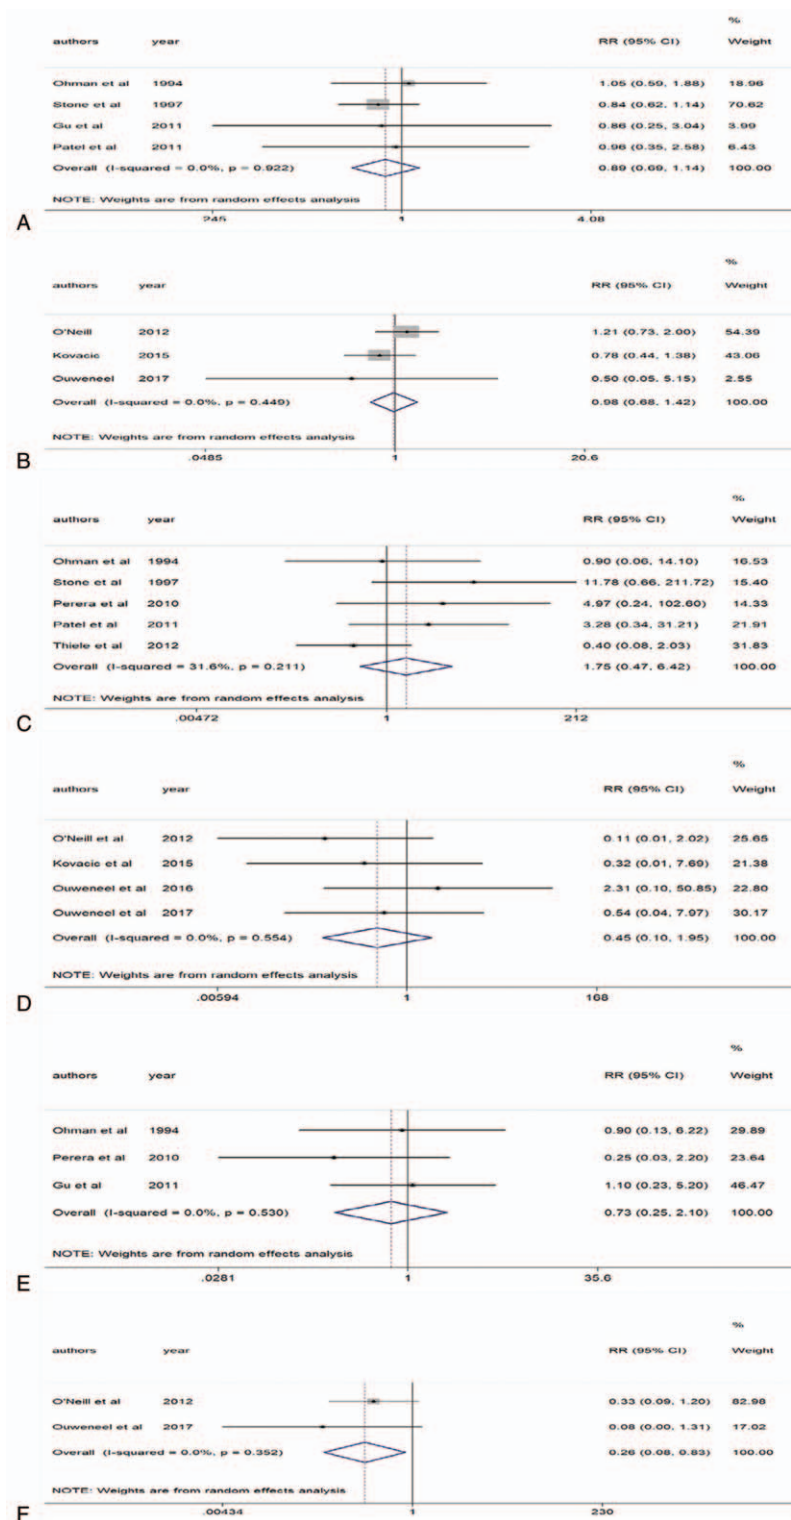 %
authors year RR (95% CI) Weight
Ohman et al 1994 1.05 (0.59, 1.88) 18.96
Stone et al 1997 0.84 (0.62, 1.14) 70.62
Gu et al 2011 0.86 (0.25, 3.04) 3.99
Patel et al 2011 0.96 (0.35, 2.58) 6.43
Overall (I-squared = 0.0%, p = 0.922) 0.89 (0.69, 1.14) 100.00
NOTE: Weights are from random effects analysis
.245 1 4.08
A
%
authors year RR (95% CI) Weight
O'Neill 2012 1.21 (0.73, 2.00) 54.39
Kovacic 2015 0.78 (0.44, 1.38) 43.06
Ouweneel 2017 0.50 (0.05, 5.15) 2.55
Overall (I-squared = 0.0%, p = 0.449) 0.98 (0.68, 1.42) 100.00
NOTE: Weights are from random effects analysis
.0485 1 20.6
B
%
authors year RR (95% CI) Weight
Ohman et al 1994 0.90 (0.06, 14.10) 16.53
Stone et al 1997 11.78 (0.66, 211.72) 15.40
Perera et al 2010 4.97 (0.24, 102.60) 14.33
Patel et al 2011 3.28 (0.34, 31.21) 21.91
Thiele et al 2012 0.40 (0.08, 2.03) 31.83
Overall (I-squared = 31.6%, p = 0.211) 1.75 (0.47, 6.42) 100.00
NOTE: Weights are from random effects analysis
.00472 1 212
C
%
authors year RR (95% CI) Weight
O'Neill et al 2012 0.11 (0.01, 2.02) 25.65
Kovacic et al 2015 0.32 (0.01, 7.69) 21.38
Ouweneel et al 2016 2.31 (0.10, 50.85) 22.80
Ouweneel et al 2017 0.54 (0.04, 7.97) 30.17
Overall (I-squared = 0.0%, p = 0.554) 0.45 (0.10, 1.95) 100.00
NOTE: Weights are from random effects analysis
.00594 1 168
D
%
authors year RR (95% CI) Weight
Ohman et al 1994 0.90 (0.13, 6.22) 29.89
Perera et al 2010 0.25 (0.03, 2.20) 23.64
Gu et al 2011 1.10 (0.23, 5.20) 46.47
Overall (I-squared = 0.0%, p = 0.530) 0.73 (0.25, 2.10) 100.00
NOTE: Weights are from random effects analysis
.0281 1 35.6
E
%
authors year RR (95% CI) Weight
O'Neill et al 2012 0.33 (0.09, 1.20) 82.98
Ouweneel et al 2017 0.08 (0.00, 1.31) 17.02
Overall (I-squared = 0.0%, p = 0.352) 0.26 (0.08, 0.83) 100.00
NOTE: Weights are from random effects analysis
.00434 1 230
F